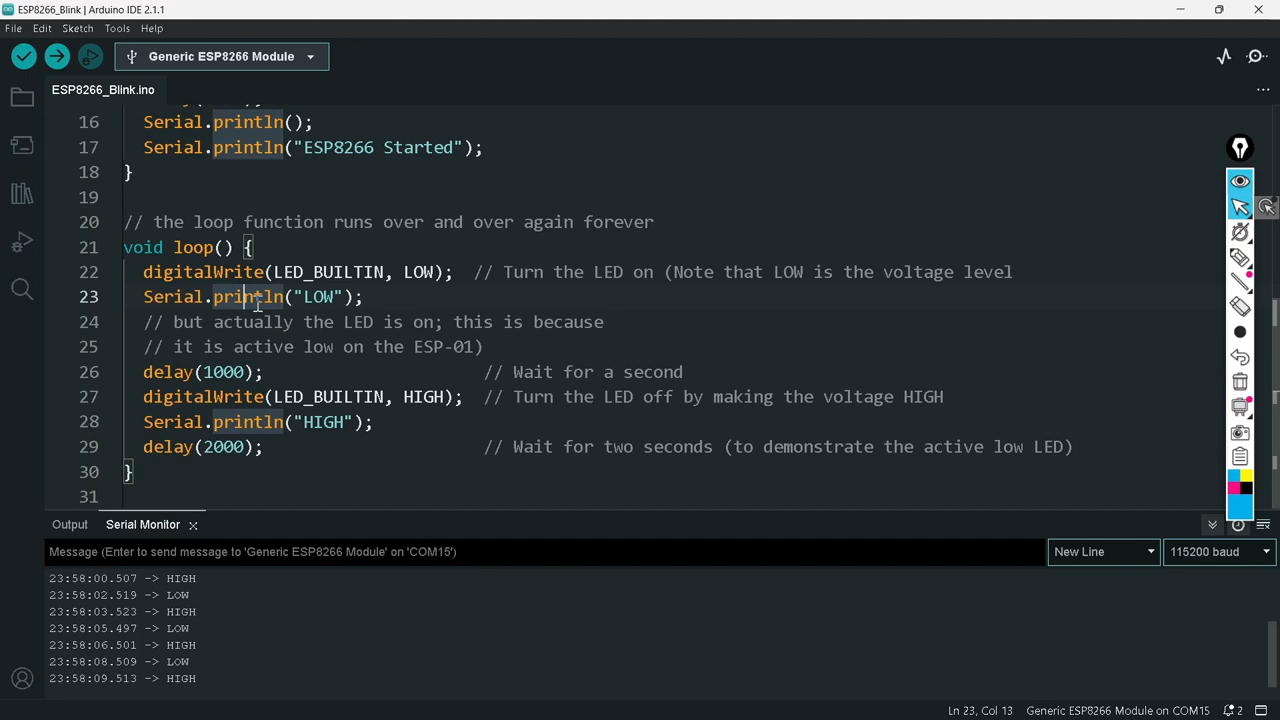 ESP8266_Blink | Arduino IDE 2.1.1
File Edit Sketch Tools Help
Generic ESP8266 Module
ESP8266_Blink.ino
16 Serial.println();
17 Serial.println("ESP8266 Started");
18 }
19
20 // the loop function runs over and over again forever
21 void loop() {
22 digitalWrite(LED_BUILTIN, LOW); // Turn the LED on (Note that LOW is the voltage level
23 Serial.println("LOW");
24 // but actually the LED is on; this is because
25 // it is active low on the ESP-01)
26 delay(1000); // Wait for a second
27 digitalWrite(LED_BUILTIN, HIGH); // Turn the LED off by making the voltage HIGH
28 Serial.println("HIGH");
29 delay(2000); // Wait for two seconds (to demonstrate the active low LED)
30 }
31
Output Serial Monitor
Message (Enter to send message to 'Generic ESP8266 Module' on 'COM15') New Line 115200 baud
23:58:00.507 -> HIGH
23:58:02.519 -> LOW
23:58:03.523 -> HIGH
23:58:05.497 -> LOW
23:58:06.501 -> HIGH
23:58:08.509 -> LOW
23:58:09.513 -> HIGH
Ln 23, Col 13 Generic ESP8266 Module on COM15 2